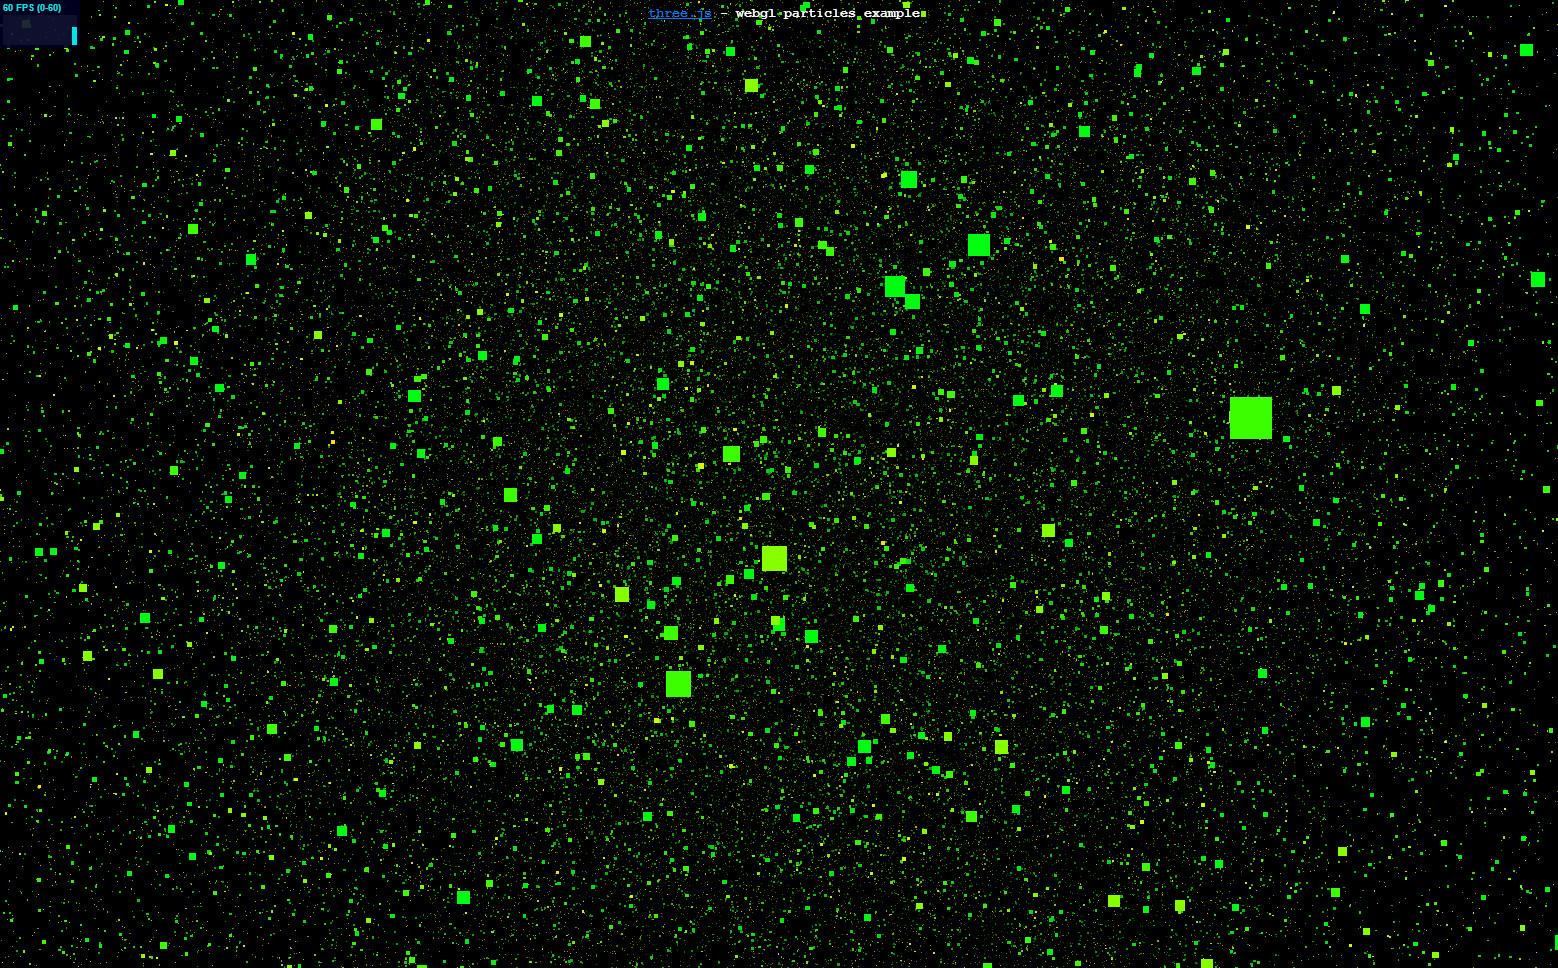 60 FPS (0-60)
three.js - webgl particles example